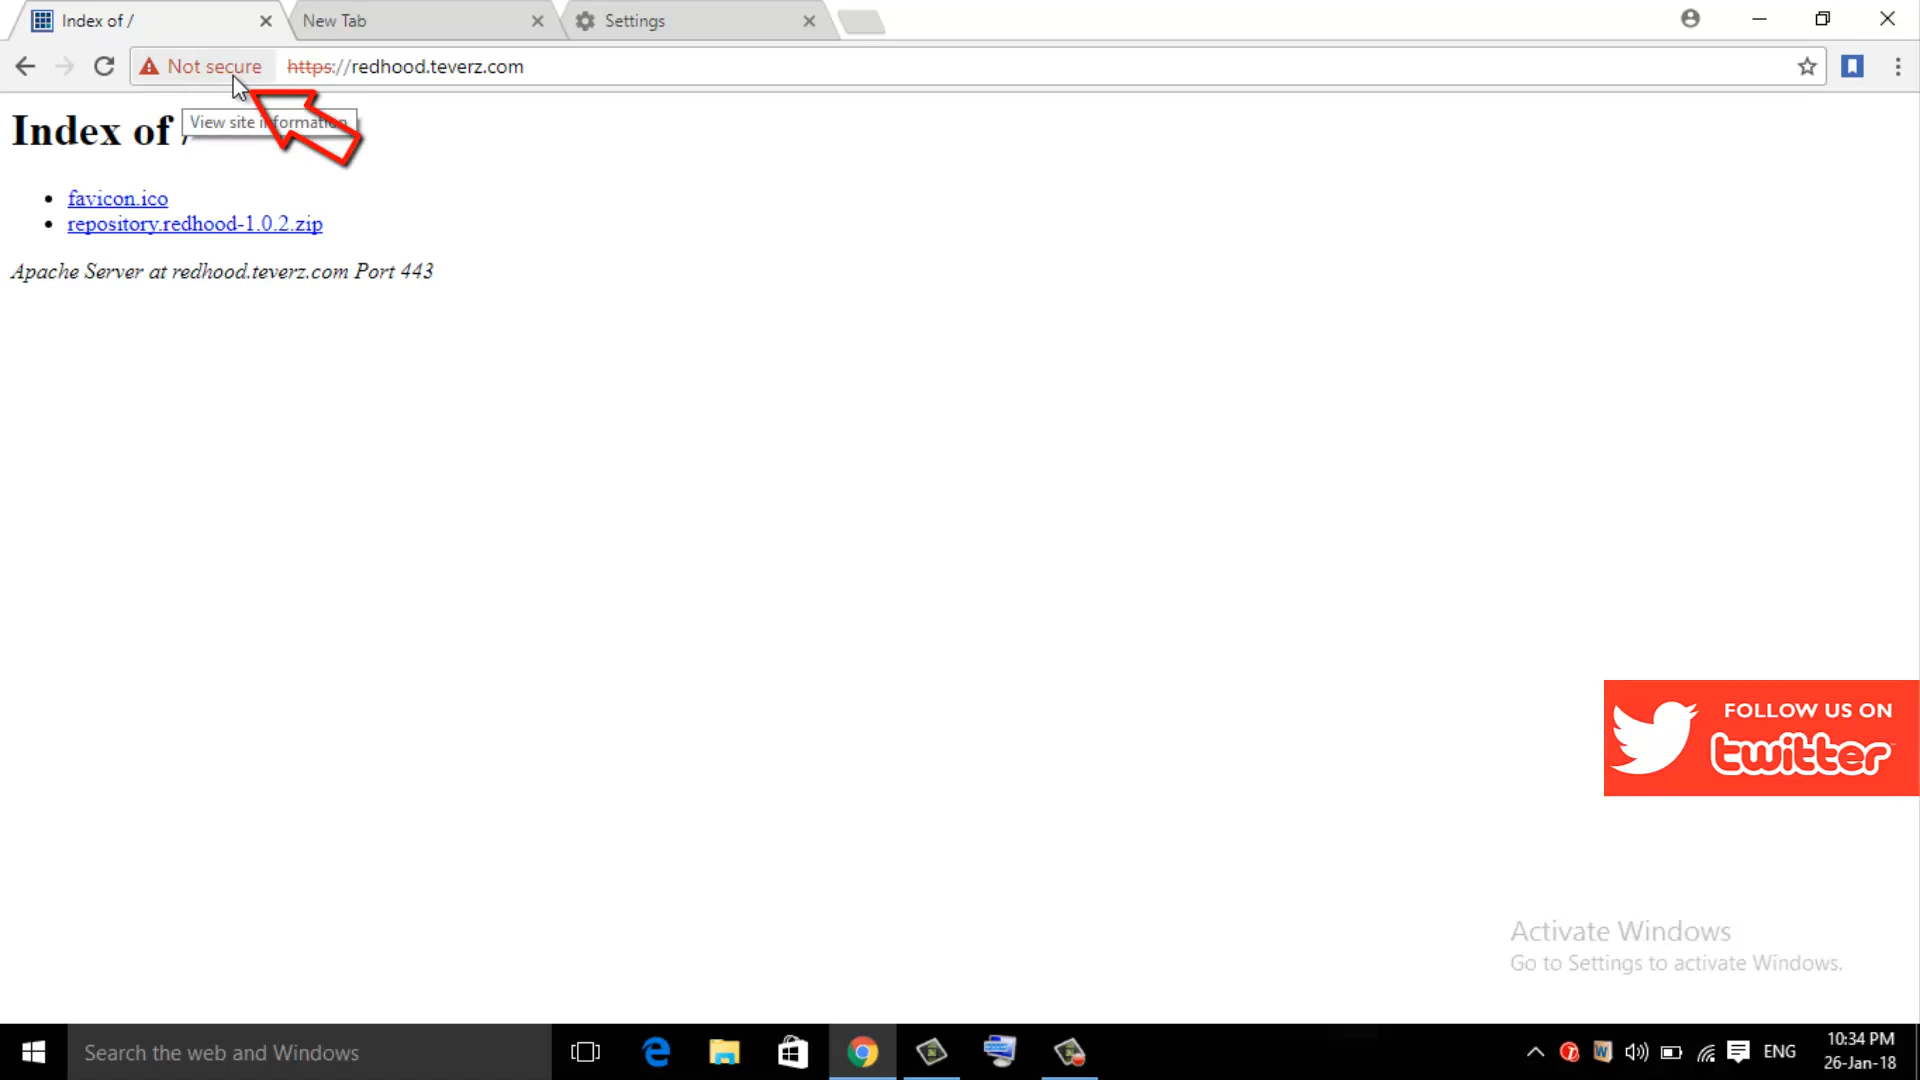 Index of /
New Tab
Settings
Not secure
https://redhood.teverz.com
View site information
Index of /
favicon.ico
repository.redhood-1.0.2.zip
Apache Server at redhood.teverz.com Port 443
FOLLOW US ON
twitter
Activate Windows
Go to Settings to activate Windows.
Search the web and Windows
ENG
10:34 PM
26-Jan-18